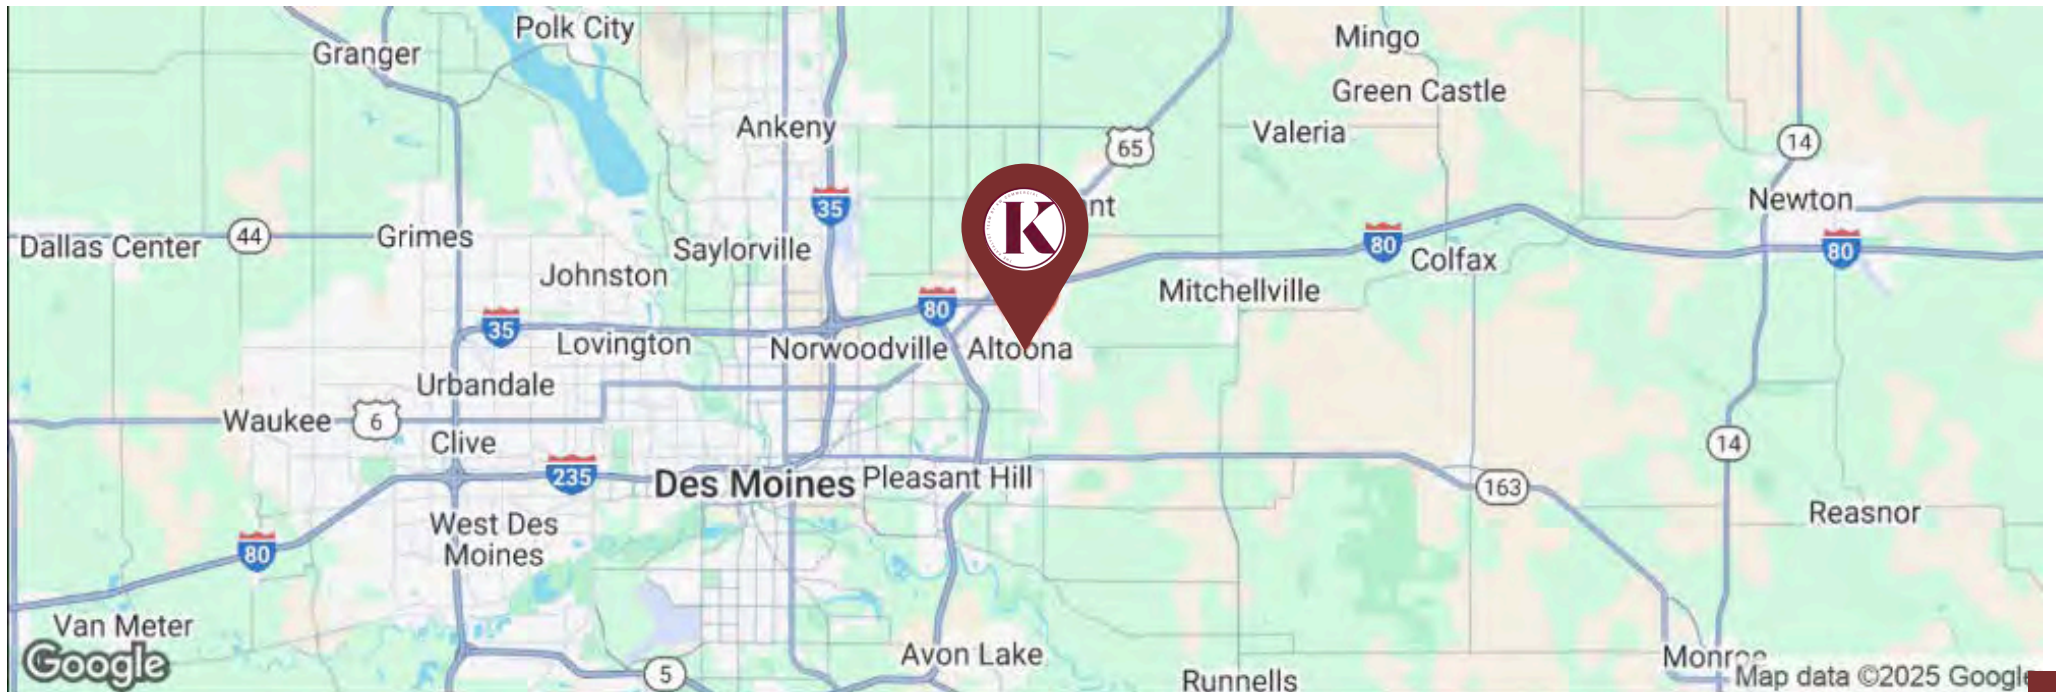 Polk City
Mingo
Granger
Green Castle
Ankeny
Valeria
65
14
K
Newton
35
ant
44
Grimes
80
Dallas Center
Saylorville
Colfax
80
Johnston
Mitchellville
80
35
Lovington
Norwoodville
Altoona
Urbandale
Waukee
6
Clive
14
235
Des Moines
Pleasant Hill
163
Reasnor
West Des
Moines
80
Van Meter
Avon Lake
Monroe
Google
5
Runnells
Map data ©2025 Google